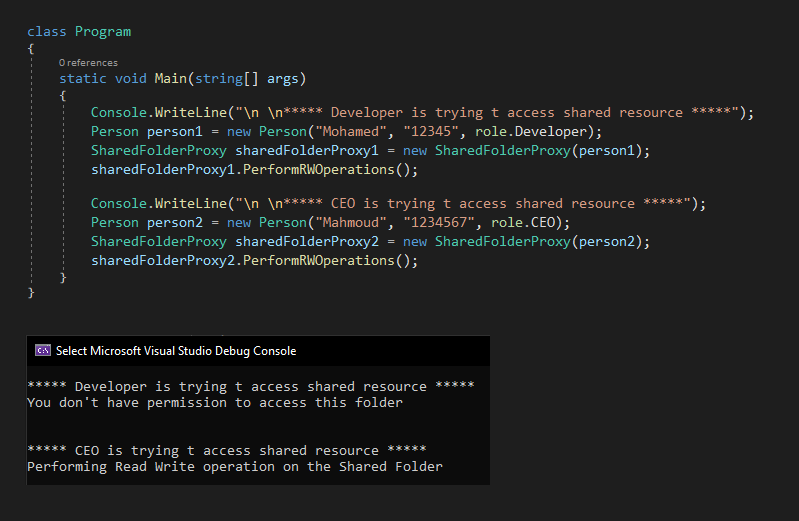 class Program
{
0 references
static void Main(string[] args)
{
Console.WriteLine("\n \n***** Developer is trying t access shared resource *****");
Person person1 = new Person("Mohamed", "12345", role.Developer);
SharedFolderProxy sharedFolderProxy1 = new SharedFolderProxy(person1);
sharedFolderProxy1.PerformRWOperations();
Console.WriteLine("\n \n***** CEO is trying t access shared resource *****");
Person person2 = new Person("Mahmoud", "1234567", role.CEO);
SharedFolderProxy sharedFolderProxy2 = new SharedFolderProxy(person2);
sharedFolderProxy2.PerformRWOperations();
}
}
C:\ Select Microsoft Visual Studio Debug Console
***** Developer is trying t access shared resource *****
You don't have permission to access this folder
***** CEO is trying t access shared resource *****
Performing Read Write operation on the Shared Folder